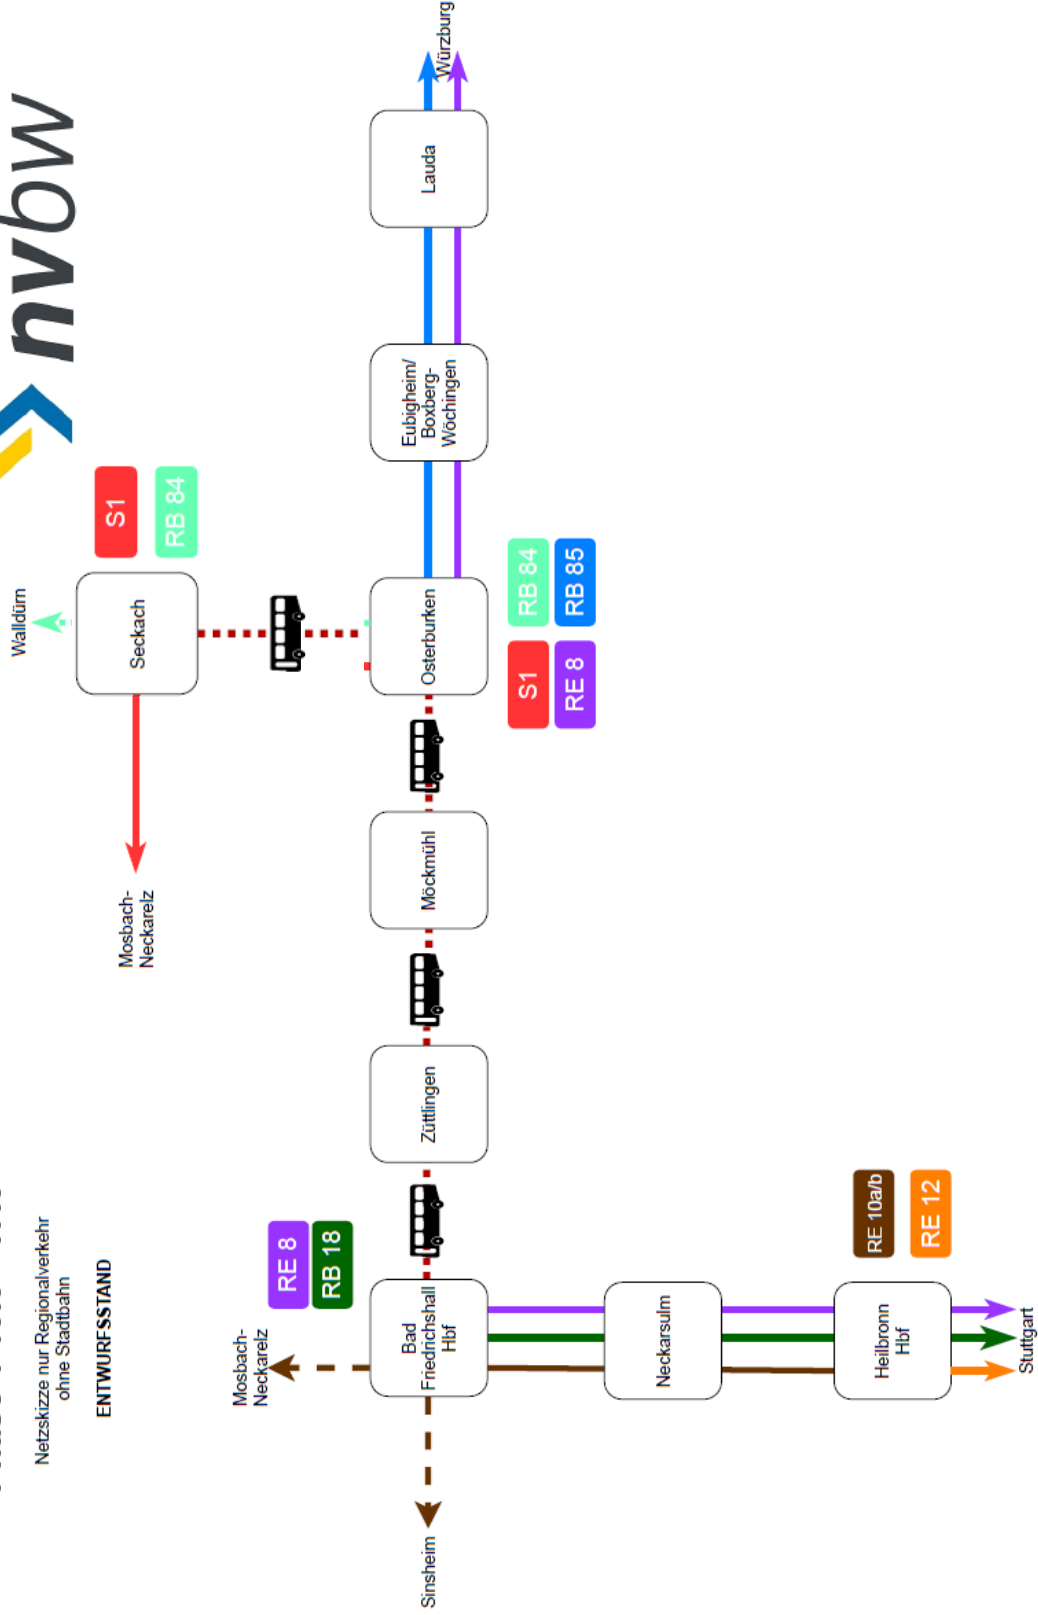 nvbw
Netzskizze nur Regionalverkehr
ohne Stadtbahn
ENTWURFSSTAND
Walldürn
S1
RB 84
Seckach
Mosbach-
Neckarelz
Mosbach-
Neckarelz
RE 8
RB 18
Sinsheim
Bad
Friedrichshall
Hbf
Züttlingen
Möckmühl
Osterburken
Eubigheim/
Boxberg-
Wöchingen
Lauda
Würzburg
S1
RB 84
RE 8
RB 85
Neckarsulm
Heilbronn
Hbf
RE 10a/b
RE 12
Stuttgart